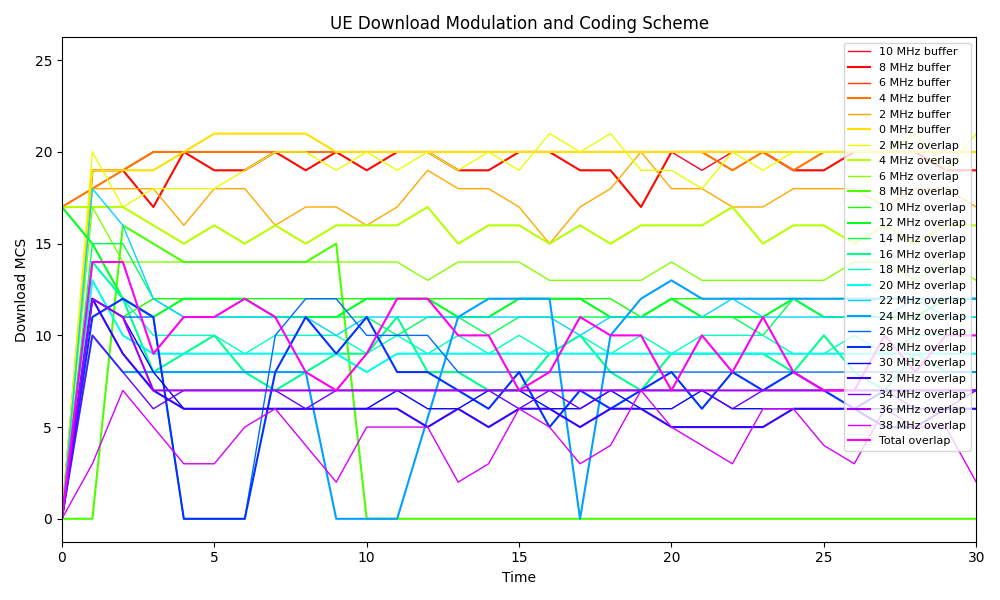 UE Download Modulation and Coding Scheme
Download MCS
25
20
15
10
5
0
0 5 10 15 20 25 30
Time
10 MHz buffer
8 MHz buffer
6 MHz buffer
4 MHz buffer
2 MHz buffer
0 MHz buffer
2 MHz overlap
4 MHz overlap
6 MHz overlap
8 MHz overlap
10 MHz overlap
12 MHz overlap
14 MHz overlap
16 MHz overlap
18 MHz overlap
20 MHz overlap
22 MHz overlap
24 MHz overlap
26 MHz overlap
28 MHz overlap
30 MHz overlap
32 MHz overlap
34 MHz overlap
36 MHz overlap
38 MHz overlap
Total overlap